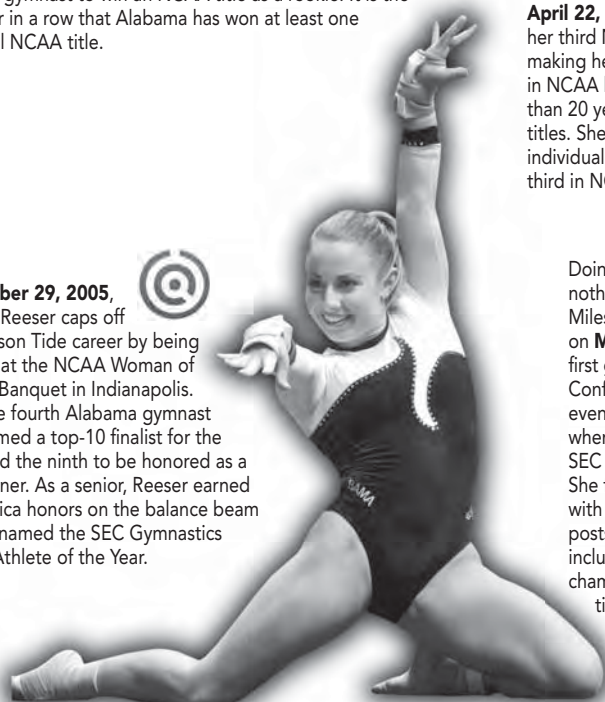 gymnast to win an NCAA title as a rookie. It is the
r in a row that Alabama has won at least one
l NCAA title.
ber 29, 2005,
Reeser caps off
son Tide career by being
at the NCAA Woman of
Banquet in Indianapolis.
e fourth Alabama gymnast
med a top-10 finalist for the
d the ninth to be honored as a
ner. As a senior, Reeser earned
ica honors on the balance beam
named the SEC Gymnastics
Athlete of the Year.
April 22,
her third N
making he
in NCAA
than 20 ye
titles. She
individual
third in NC
Doin
noth
Miles
on M
first g
Conf
even
wher
SEC
She
with
post
inclu
cham
ti
AMA